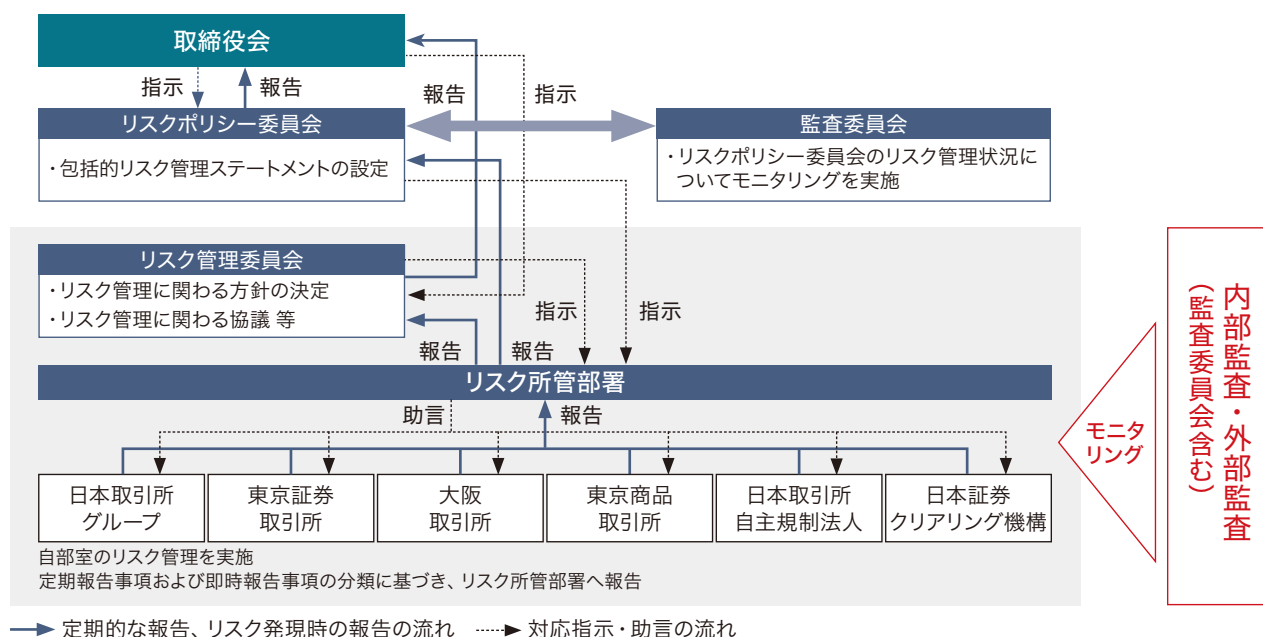 取締役会
指示
報告
報告
指示
リスクポリシー委員会
・包括的リスク管理ステートメントの設定
監査委員会
・リスクポリシー委員会のリスク管理状況に
ついてモニタリングを実施
リスク管理委員会
・リスク管理に関わる方針の決定
・リスク管理に関わる協議 等
指示
指示
報告
報告
リスク所管部署
助言
報告
日本取引所
グループ
東京証券
取引所
大阪
取引所
東京商品
取引所
日本取引所
自主規制法人
日本証券
クリアリング機構
自部室のリスク管理を実施
定期報告事項および即時報告事項の分類に基づき、リスク所管部署へ報告
モニタ
リング
内部監査・外部監査
（監査委員会含む）
定期的な報告、リスク発現時の報告の流れ
対応指示・助言の流れ